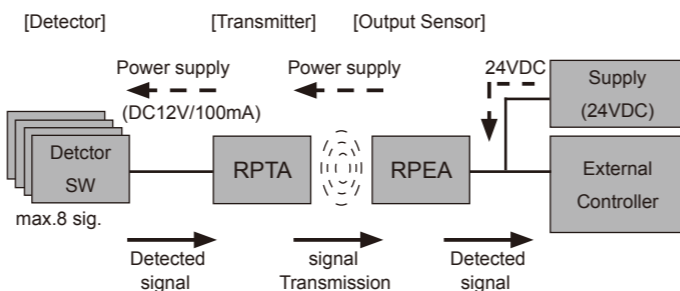 [Detector]
[Transmitter]
[Output Sensor]
Power supply
(DC12V/100mA)
Power supply
24VDC
Supply
(24VDC)
Detctor
SW
max.8 sig.
RPTA
RPEA
External
Controller
Detected
signal
signal
Transmission
Detected
signal